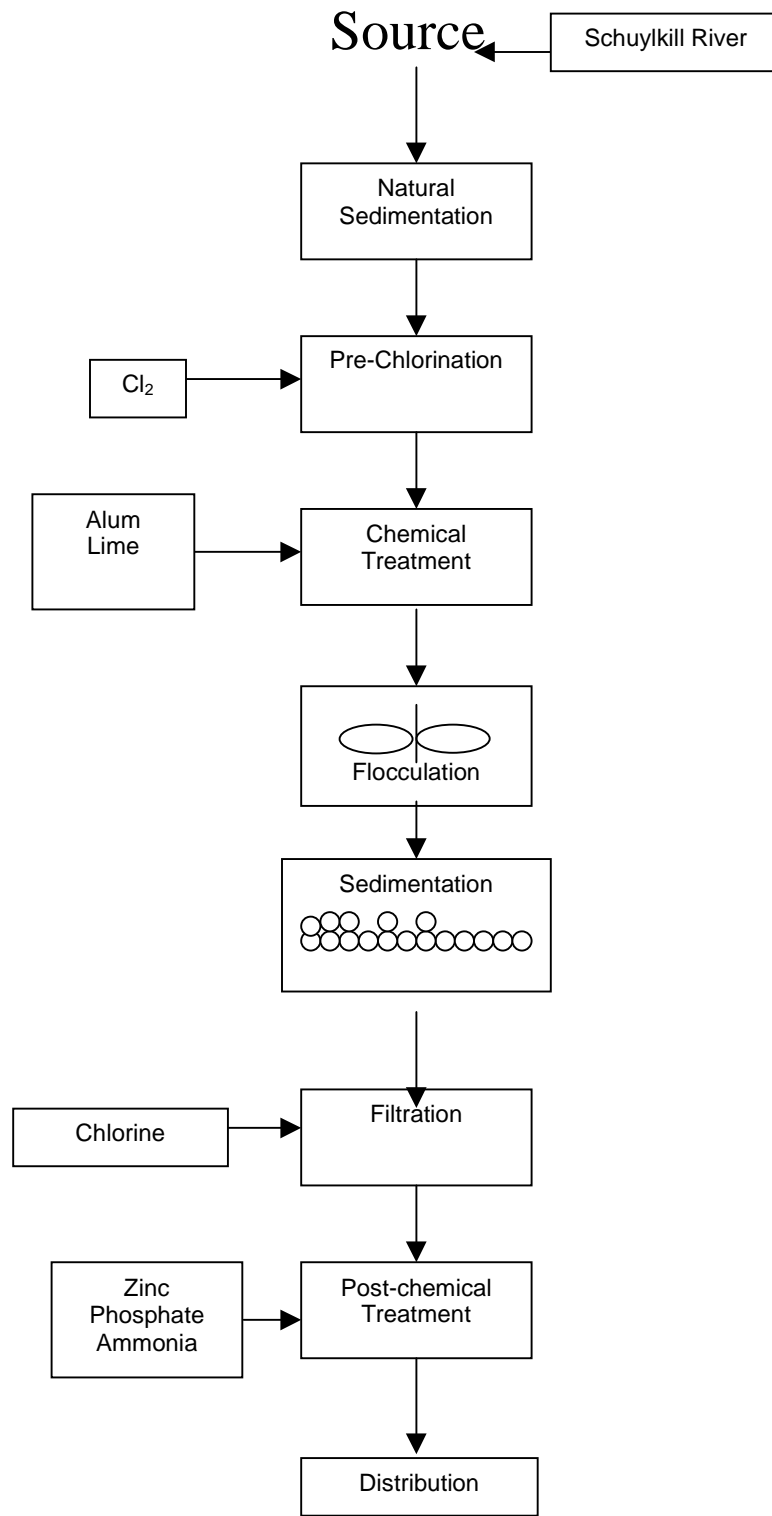 Source
Schuylkill River
Natural
Sedimentation
Pre-Chlorination
Cl₂
Alum
Lime
Chemical
Treatment
Flocculation
Sedimentation
Chlorine
Filtration
Zinc
Phosphate
Ammonia
Post-chemical
Treatment
Distribution